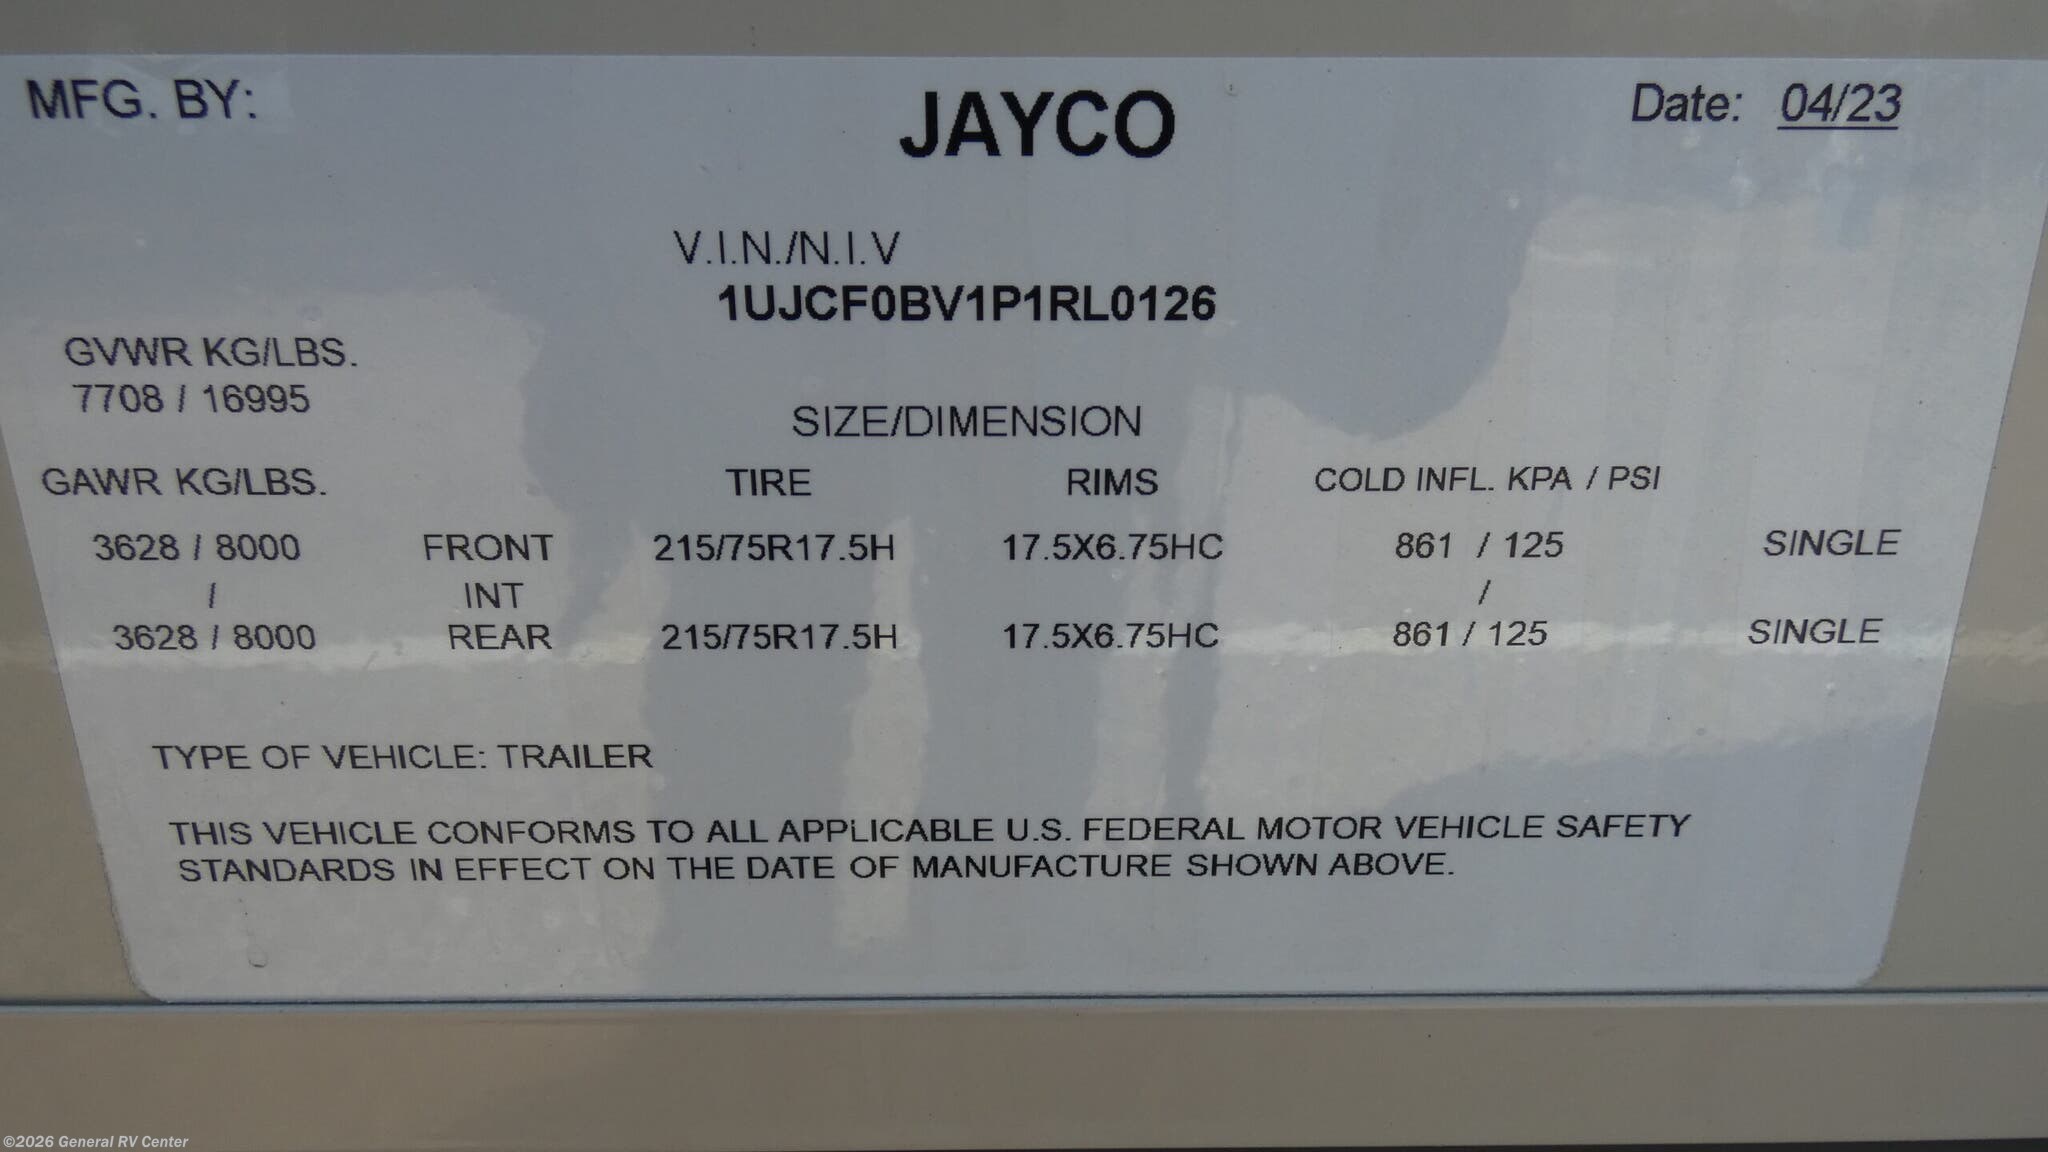 MFG. BY: JAYCO Date: 04/23
V.I.N./N.I.V
1UJCF0BV1P1RL0126
GVWR KG/LBS.
7708 / 16995
SIZE/DIMENSION
GAWR KG/LBS. TIRE RIMS COLD INFL. KPA / PSI
3628 / 8000 FRONT 215/75R17.5H 17.5X6.75HC 861 / 125 SINGLE
/ INT /
3628 / 8000 REAR 215/75R17.5H 17.5X6.75HC 861 / 125 SINGLE
TYPE OF VEHICLE: TRAILER
THIS VEHICLE CONFORMS TO ALL APPLICABLE U.S. FEDERAL MOTOR VEHICLE SAFETY
STANDARDS IN EFFECT ON THE DATE OF MANUFACTURE SHOWN ABOVE.
©2026 General RV Center